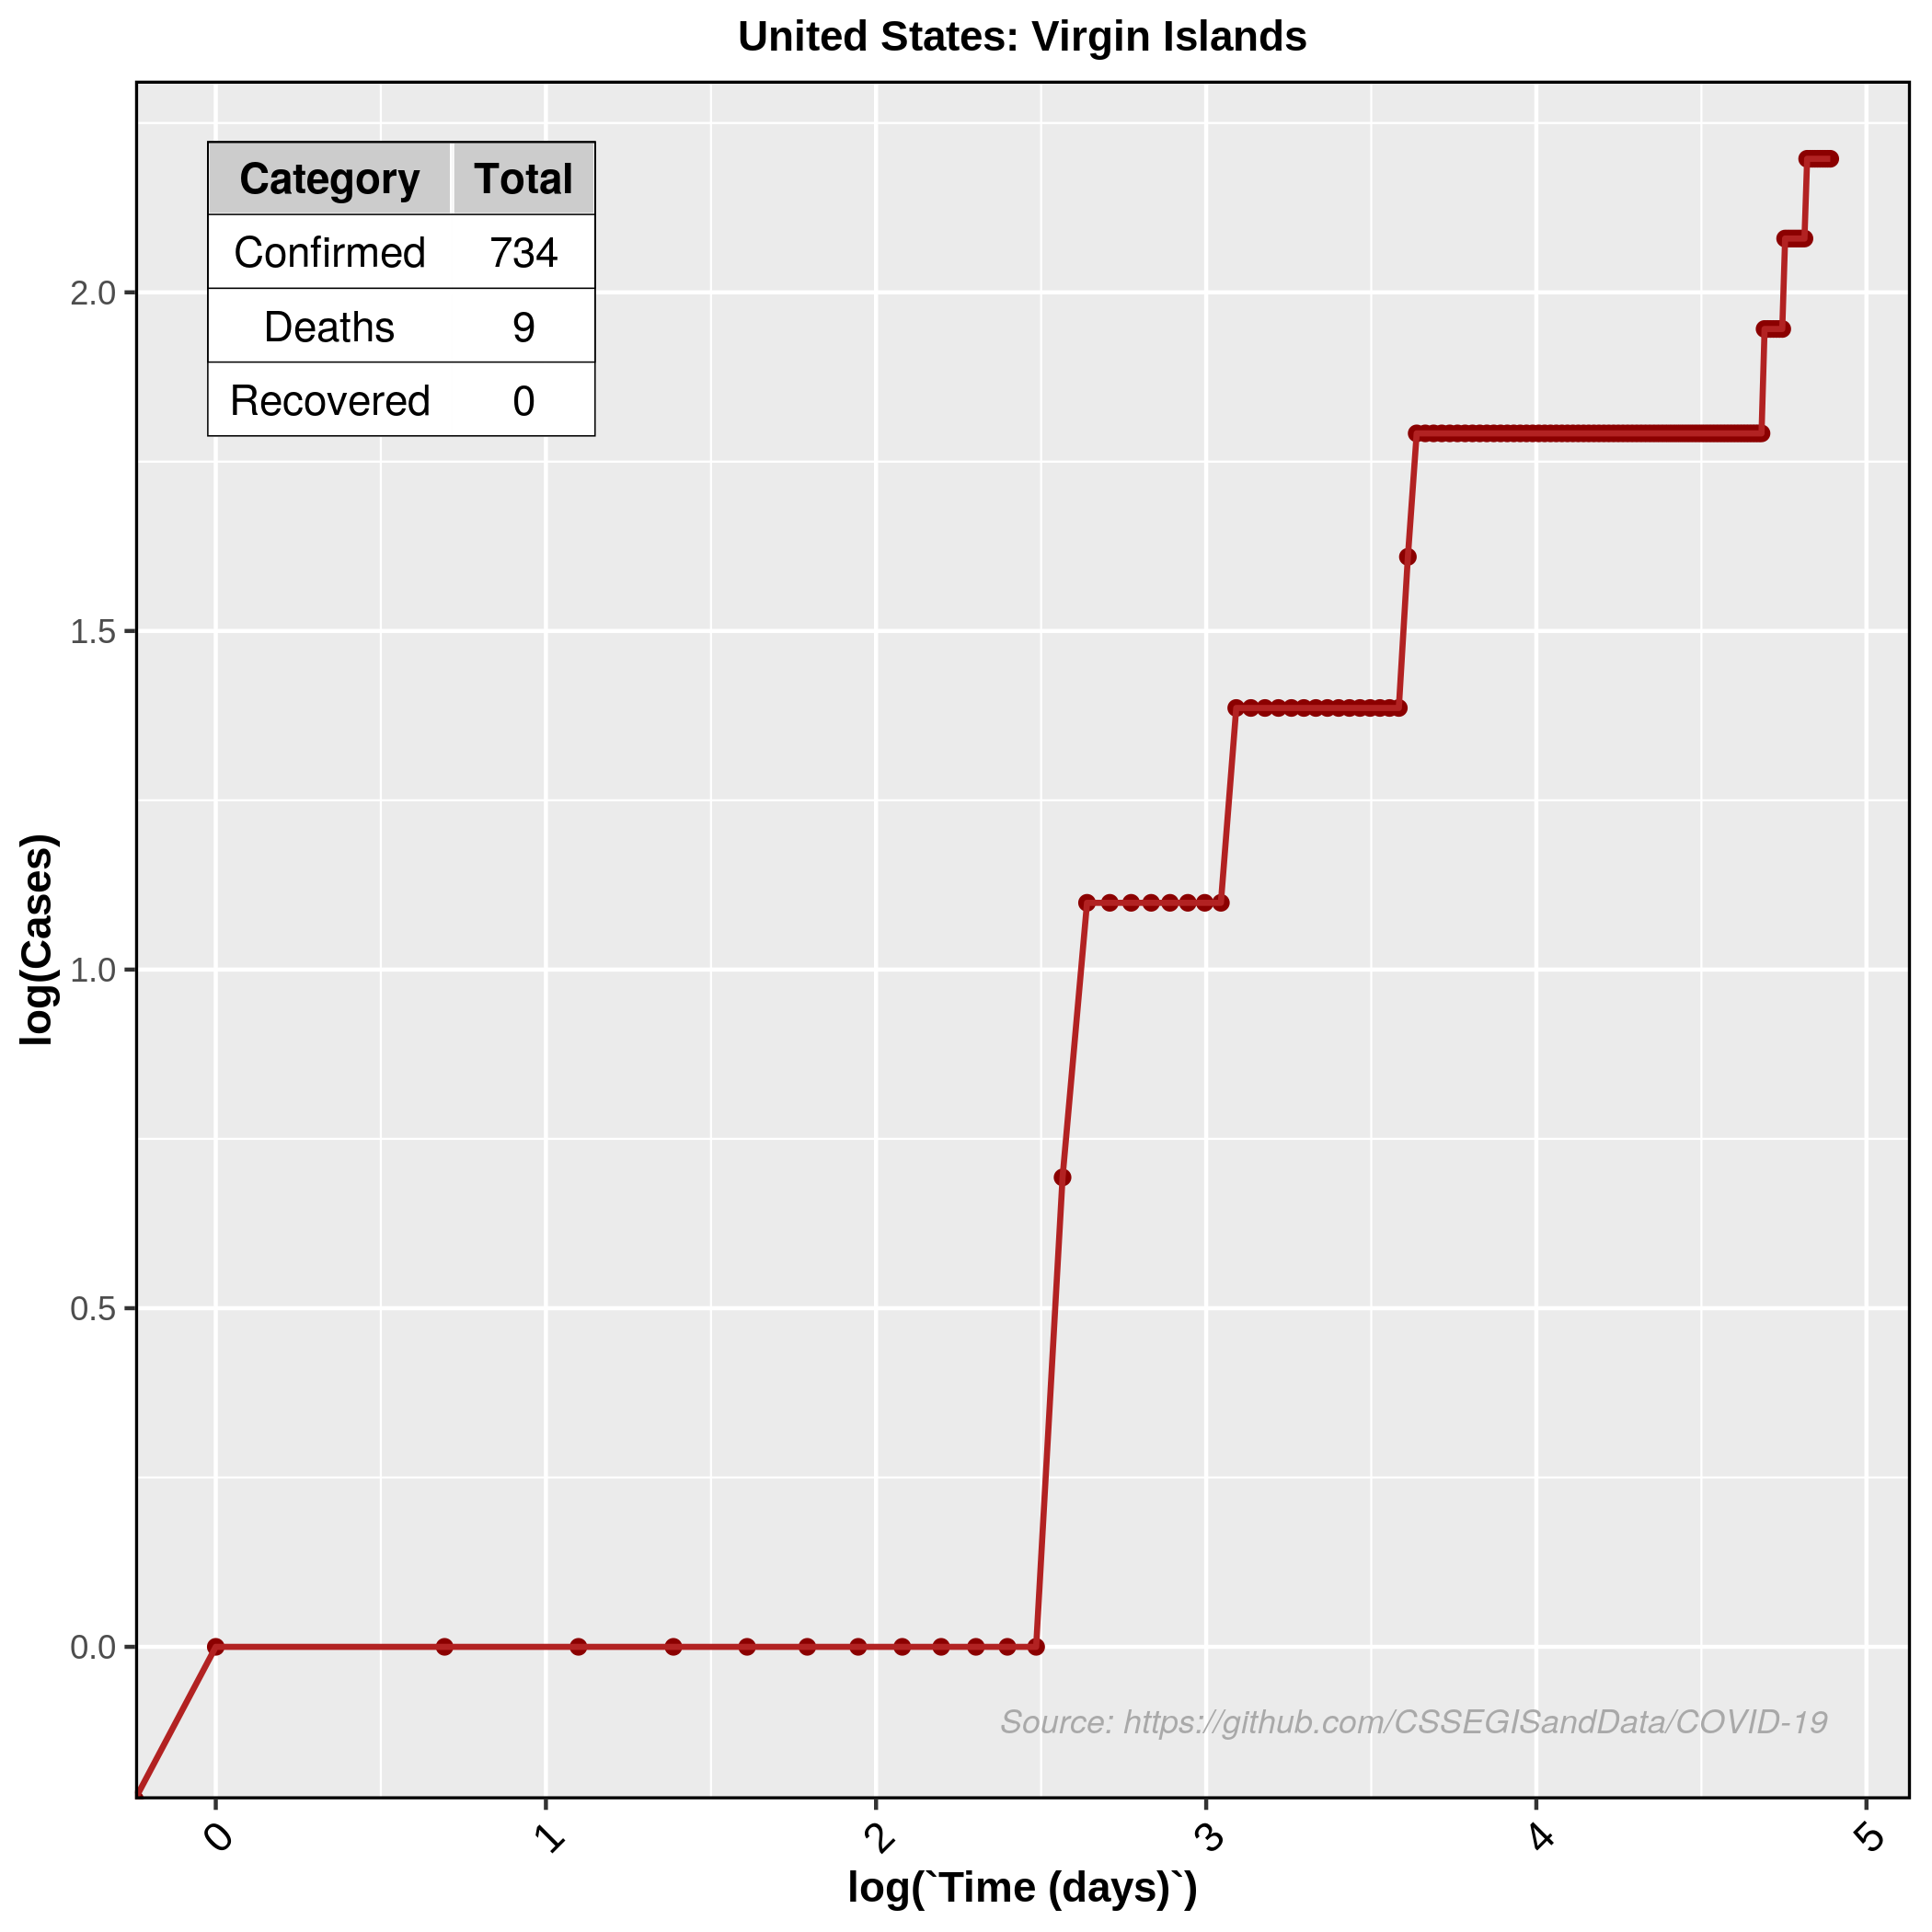 United States: Virgin Islands
Category Total
Confirmed 734
Deaths 9
Recovered 0
2.0
1.5
1.0
0.5
0.0
log(Cases)
Source: https://github.com/CSSEGISandData/COVID-19
0 1 2 3 4 5
log(`Time (days)`)